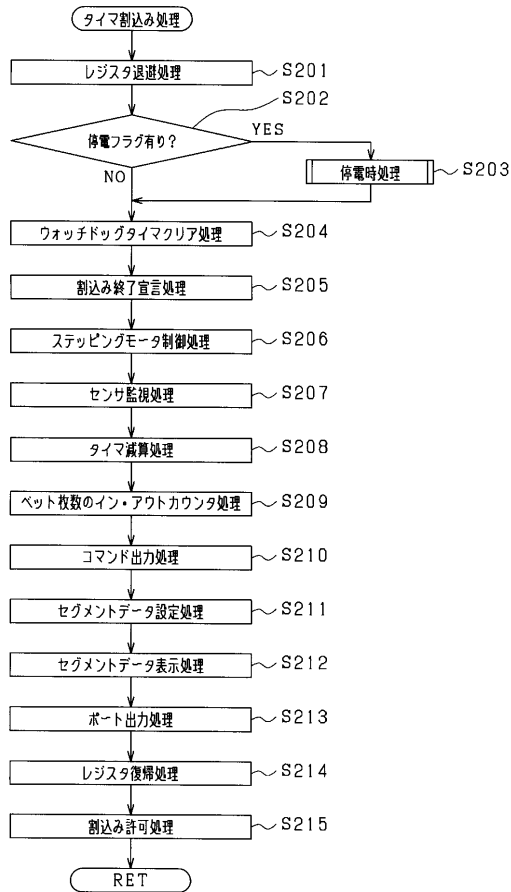 タイマ割込み処理
レジスタ退避処理
S201
S202
停電フラグ有り？
YES
NO
停電時処理
S203
ウォッチドッグタイマクリア処理
S204
割込み終了宣言処理
S205
ステッピングモータ制御処理
S206
センサ監視処理
S207
タイマ減算処理
S208
ベット枚数のイン・アウトカウンタ処理
S209
コマンド出力処理
S210
セグメントデータ設定処理
S211
セグメントデータ表示処理
S212
ポート出力処理
S213
レジスタ復帰処理
S214
割込み許可処理
S215
RET